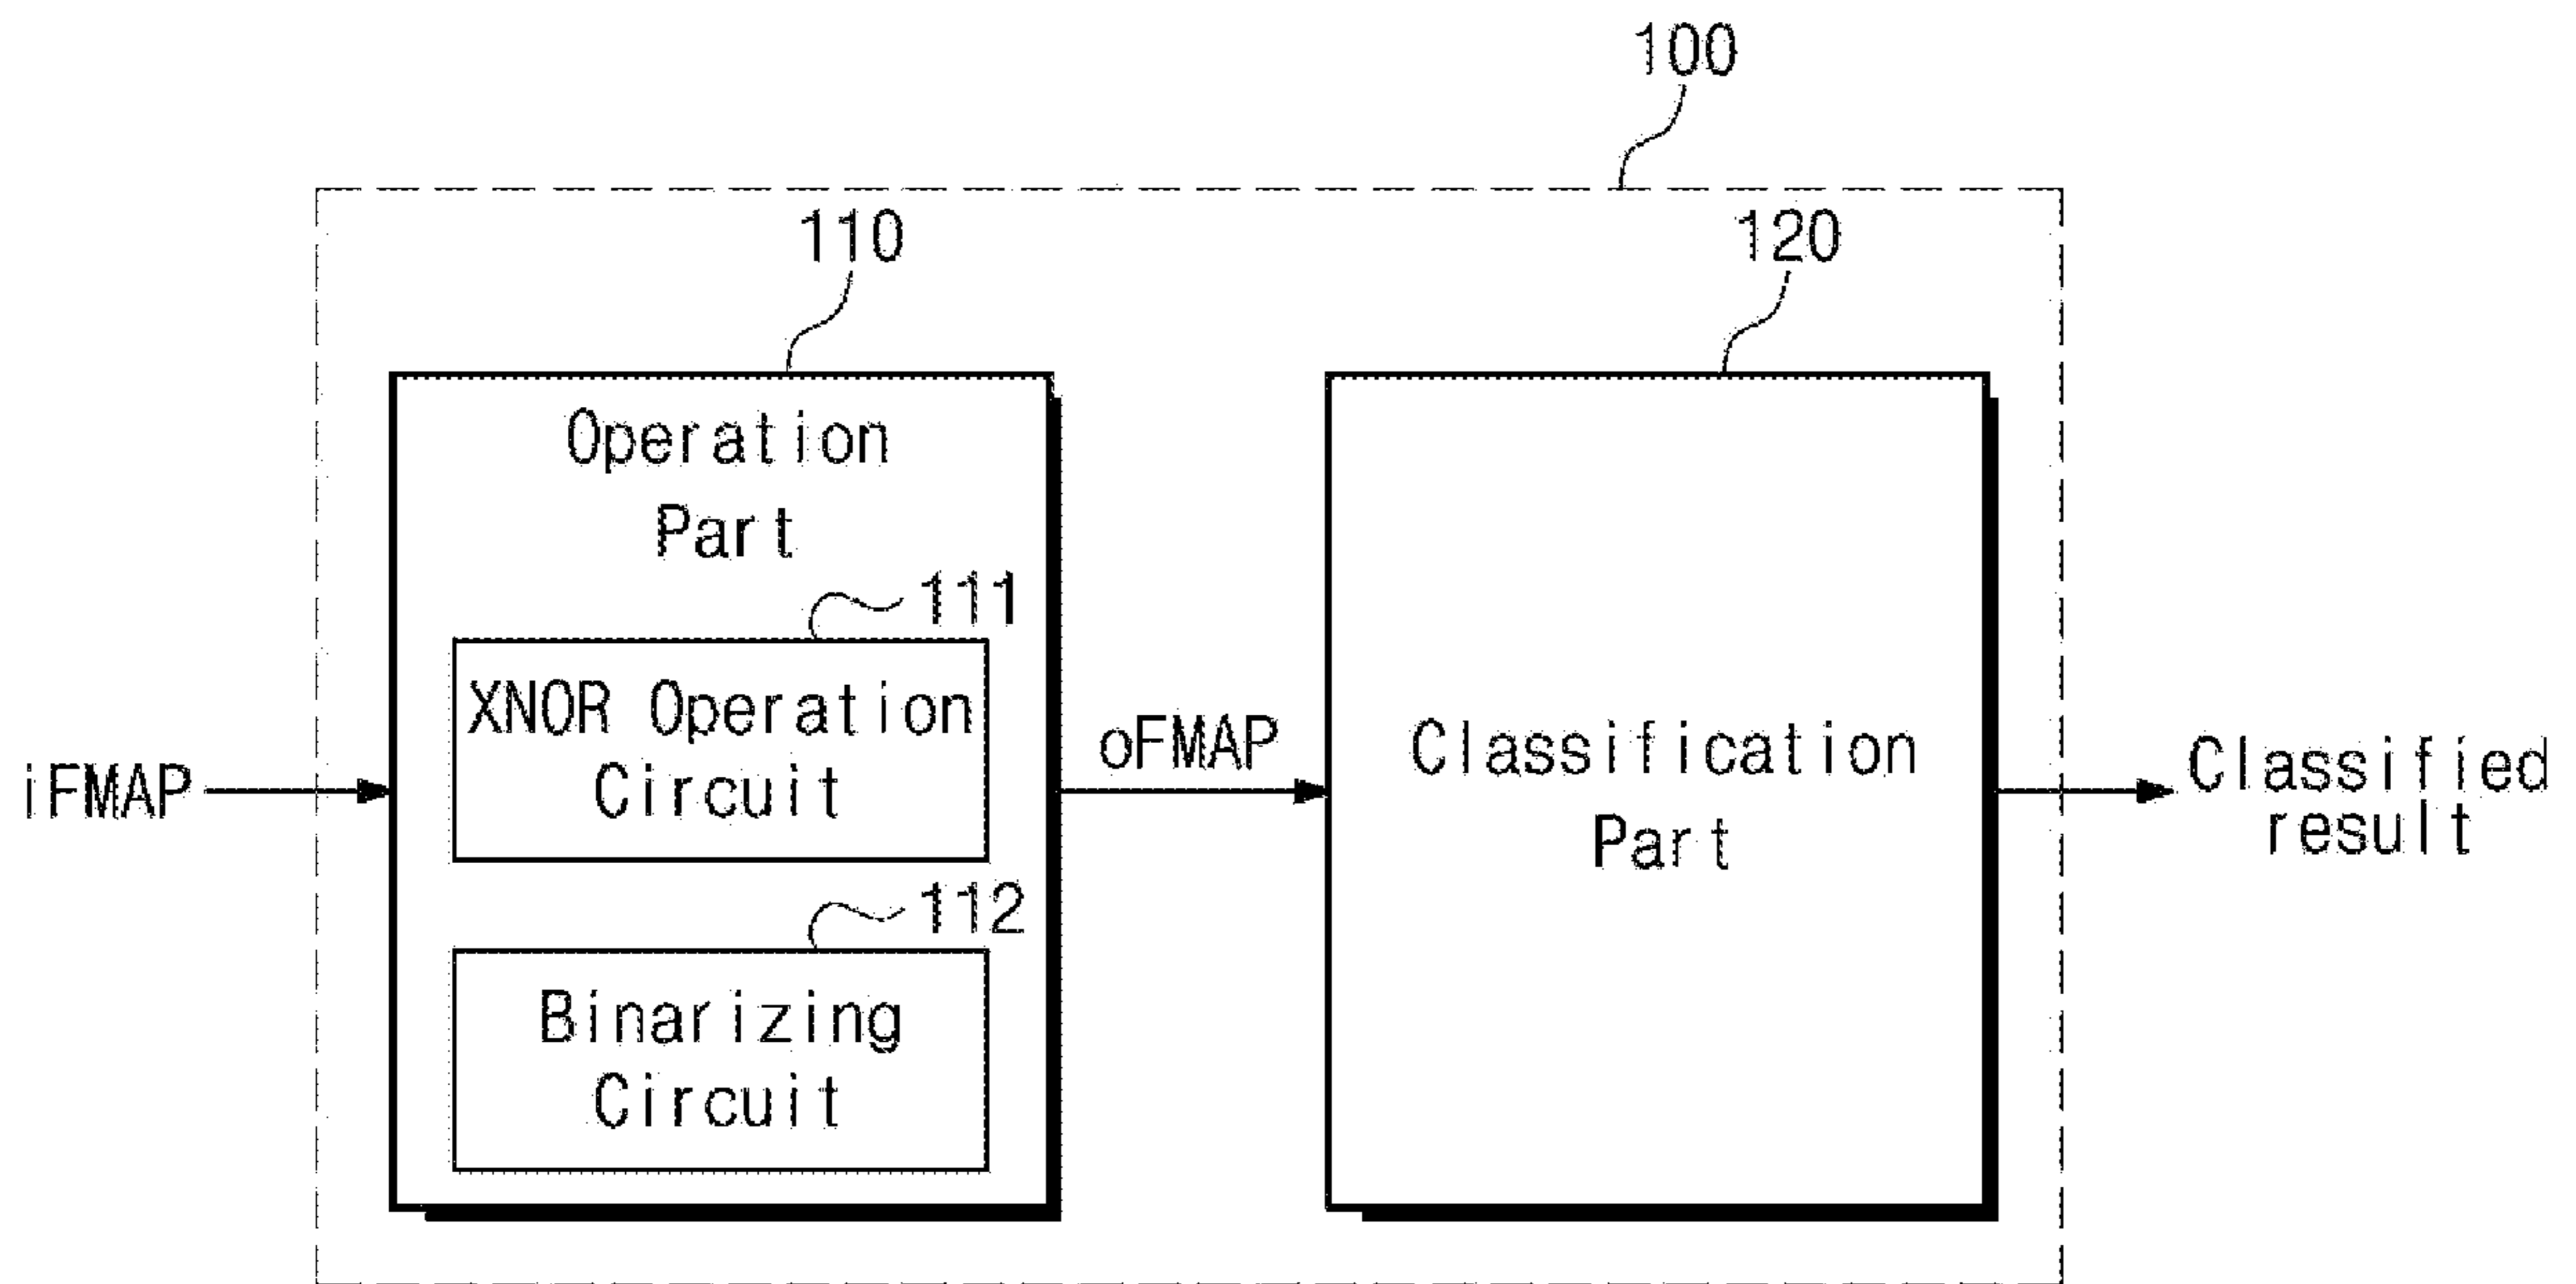 100
110
120
Operation
Part
111
XNOR Operation
Circuit
112
Binarizing
Circuit
iFMAP
oFMAP
Classification
Part
Classified
result